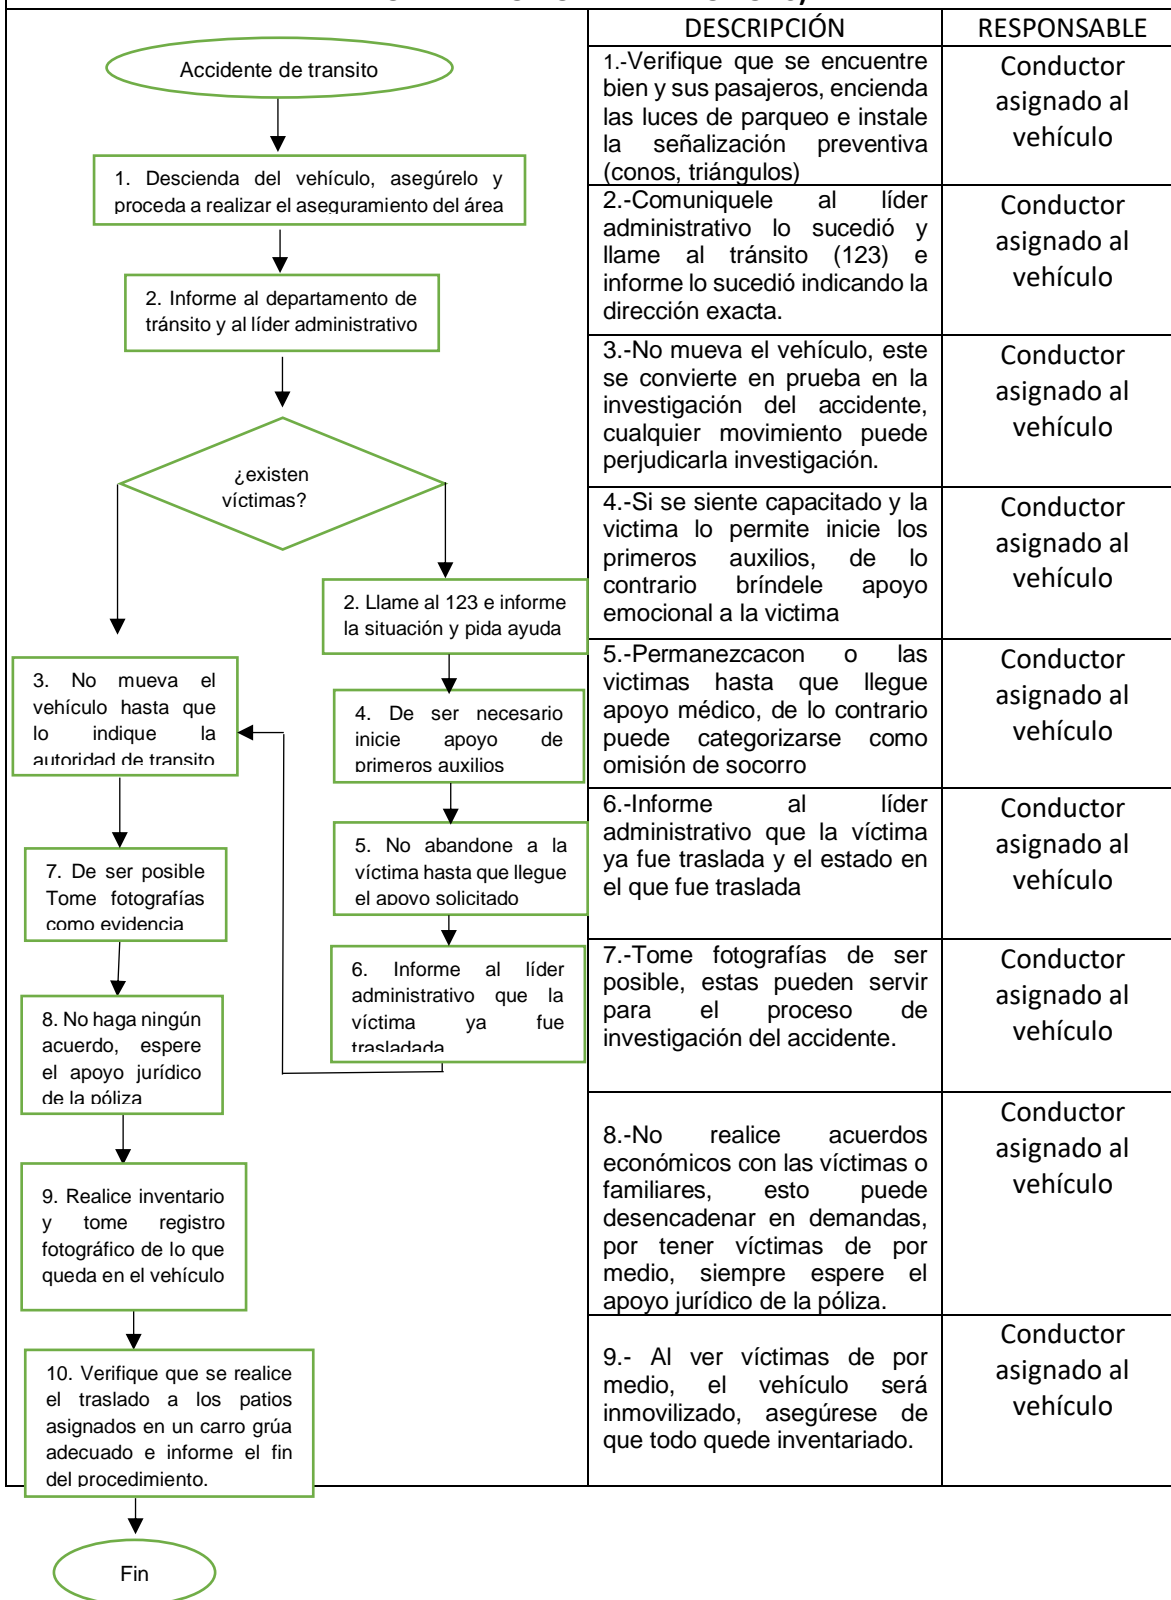 Accidente de transito
1. Descienda del vehículo, asegúrelo y
proceda a realizar el aseguramiento del área
2. Informe al departamento de
tránsito y al líder administrativo
¿existen
víctimas?
2. Llame al 123 e informe
la situación y pida ayuda
3. No mueva el
vehículo hasta que
lo indique la
autoridad de transito
4. De ser necesario
inicie apoyo de
primeros auxilios
5. No abandone a la
víctima hasta que llegue
el apoyo solicitado
7. De ser posible
Tome fotografías
como evidencia
6. Informe al líder
administrativo que la
víctima ya fue
trasladada
8. No haga ningún
acuerdo, espere
el apoyo jurídico
de la póliza
9. Realice inventario
y tome registro
fotográfico de lo que
queda en el vehículo
10. Verifique que se realice
el traslado a los patios
asignados en un carro grúa
adecuado e informe el fin
del procedimiento.
Fin
DESCRIPCIÓN
RESPONSABLE
1.-Verifique que se encuentre
bien y sus pasajeros, encienda
las luces de parqueo e instale
la señalización preventiva
(conos, triángulos)
Conductor
asignado al
vehículo
2.-Comuniquele al líder
administrativo lo sucedió y
llame al tránsito (123) e
informe lo sucedió indicando la
dirección exacta.
Conductor
asignado al
vehículo
3.-No mueva el vehículo, este
se convierte en prueba en la
investigación del accidente,
cualquier movimiento puede
perjudicarla investigación.
Conductor
asignado al
vehículo
4.-Si se siente capacitado y la
victima lo permite inicie los
primeros auxilios, de lo
contrario bríndele apoyo
emocional a la victima
Conductor
asignado al
vehículo
5.-Permanezcacon o las
victimas hasta que llegue
apoyo médico, de lo contrario
puede categorizarse como
omisión de socorro
Conductor
asignado al
vehículo
6.-Informe al líder
administrativo que la víctima
ya fue traslada y el estado en
el que fue traslada
Conductor
asignado al
vehículo
7.-Tome fotografías de ser
posible, estas pueden servir
para el proceso de
investigación del accidente.
Conductor
asignado al
vehículo
8.-No realice acuerdos
económicos con las víctimas o
familiares, esto puede
desencadenar en demandas,
por tener víctimas de por
medio, siempre espere el
apoyo jurídico de la póliza.
Conductor
asignado al
vehículo
9.- Al ver víctimas de por
medio, el vehículo será
inmovilizado, asegúrese de
que todo quede inventariado.
Conductor
asignado al
vehículo